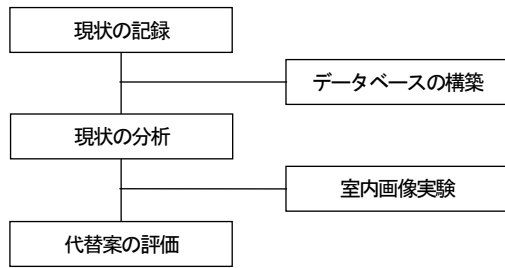 現状の記録
データベースの構築
現状の分析
室内画像実験
代替案の評価